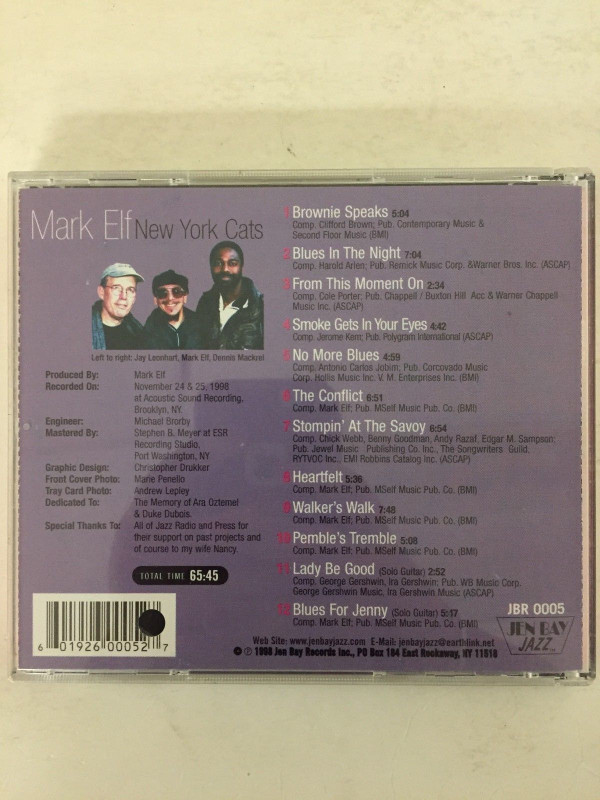 Mark Elf New York Cats
Left to right: Jay Leonhart, Mark Elf, Dennis Mackrel
Produced By: Mark Elf
Recorded On: November 24 & 25, 1998
at Acoustic Sound Recording,
Brooklyn, NY.
Engineer: Michael Brorby
Mastered By: Stephen B. Meyer at ESR
Recording Studio,
Port Washington, NY
Graphic Design: Christopher Drukker
Front Cover Photo: Marie Penello
Tray Card Photo: Andrew Lepley
Dedicated To: The Memory of Ara Oztemel
& Duke Dubois.
Special Thanks To: All of Jazz Radio and Press for
their support on past projects and
of course to my wife Nancy.
TOTAL TIME 65:45
6 01926 00052 7
1 Brownie Speaks 5:04
Comp. Clifford Brown; Pub. Contemporary Music &
Second Floor Music (BMI)
2 Blues In The Night 7:04
Comp. Harold Arlen; Pub. Remick Music Corp. &Warner Bros. Inc. (ASCAP)
3 From This Moment On 2:34
Comp. Cole Porter; Pub. Chappell / Buxton Hill Acc & Warner Chappell
Music Inc. (ASCAP)
4 Smoke Gets In Your Eyes 4:42
Comp. Jerome Kern; Pub. Polygram International (ASCAP)
5 No More Blues 4:59
Comp. Antonio Carlos Jobim; Pub. Corcovado Music
Corp. Hollis Music Inc. V. M. Enterprises Inc. (BMI)
6 The Conflict 6:51
Comp. Mark Elf; Pub. MSelf Music Pub. Co. (BMI)
7 Stompin' At The Savoy 6:54
Comp. Chick Webb, Benny Goodman, Andy Razaf, Edgar M. Sampson;
Pub. Jewel Music Publishing Co., Inc., The Songwriters Guild,
RYTVOC Inc., EMI Robbins Catalog Inc. (ASCAP)
8 Heartfelt 5:36
Comp. Mark Elf; Pub. MSelf Music Pub. Co. (BMI)
9 Walker's Walk 7:48
Comp. Mark Elf; Pub. MSelf Music Pub. Co. (BMI)
10 Pemble's Tremble 5:08
Comp. Mark Elf; Pub. MSelf Music Pub. Co. (BMI)
11 Lady Be Good (Solo Guitar) 2:52
Comp. George Gershwin, Ira Gershwin; Pub. WB Music Corp.
George Gershwin Music, Ira Gershwin Music (ASCAP)
12 Blues For Jenny (Solo Guitar) 5:17
Comp. Mark Elf; Pub. MSelf Music Pub. Co. (BMI)
JBR 0005
JEN BAY
JAZZ™
Web Site: www.jenbayjazz.com E-Mail: jenbayjazz@earthlink.net
© ℗ 1998 Jen Bay Records Inc., PO Box 184 East Rockaway, NY 11518